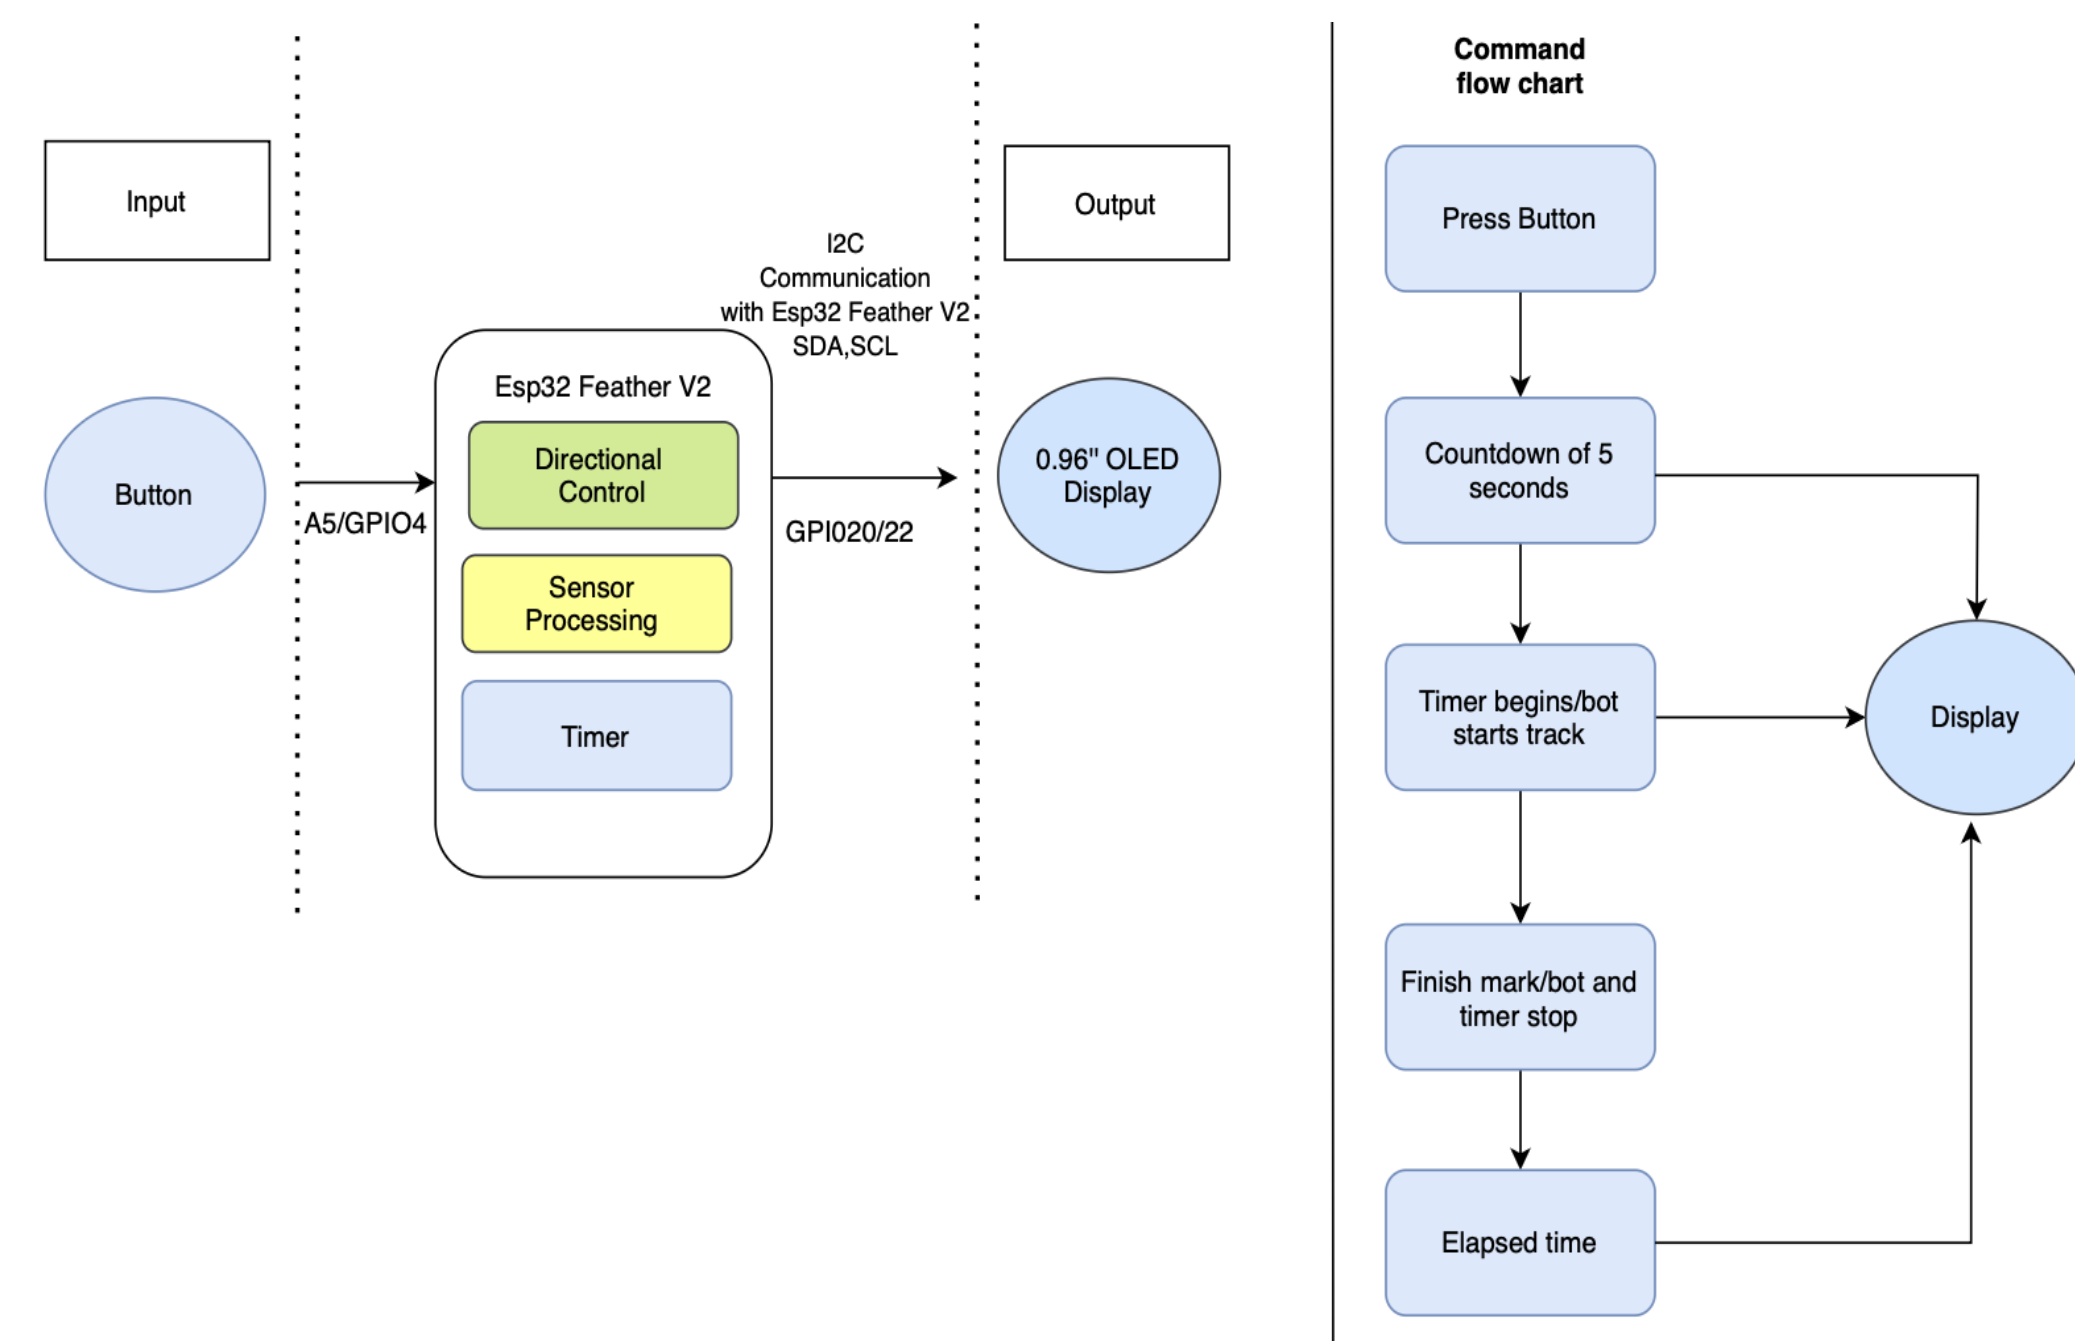 Command
flow chart
Input
Output
Press Button
I2C
Communication
with Esp32 Feather V2
SDA,SCL
Esp32 Feather V2
Button
A5/GPIO4
Directional
Control
Sensor
Processing
Timer
GPI020/22
0.96" OLED
Display
Countdown of 5
seconds
Timer begins/bot
starts track
Display
Finish mark/bot and
timer stop
Elapsed time